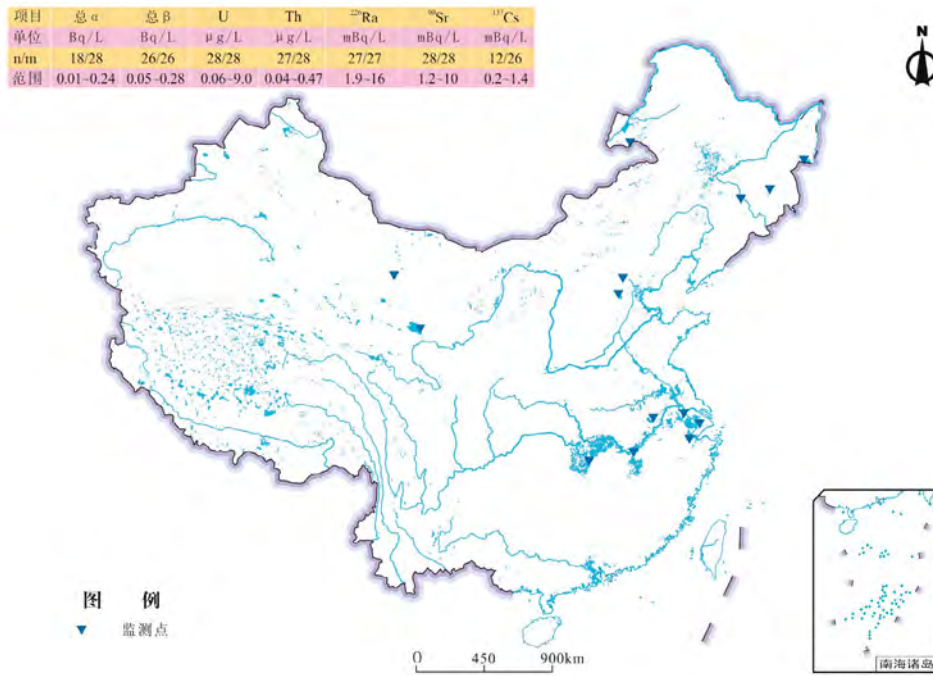 项目 总α 总β U Th ²²⁶Ra ⁹⁰Sr ¹³⁷Cs
单位 Bq/L Bq/L μg/L μg/L mBq/L mBq/L mBq/L
n/m 18/28 26/26 28/28 27/28 27/27 28/28 12/26
范围 0.01~0.24 0.05~0.28 0.06~9.0 0.04~0.47 1.9~16 1.2~10 0.2~1.4
N
图 例
监测点
0 450 900km
南海诸岛